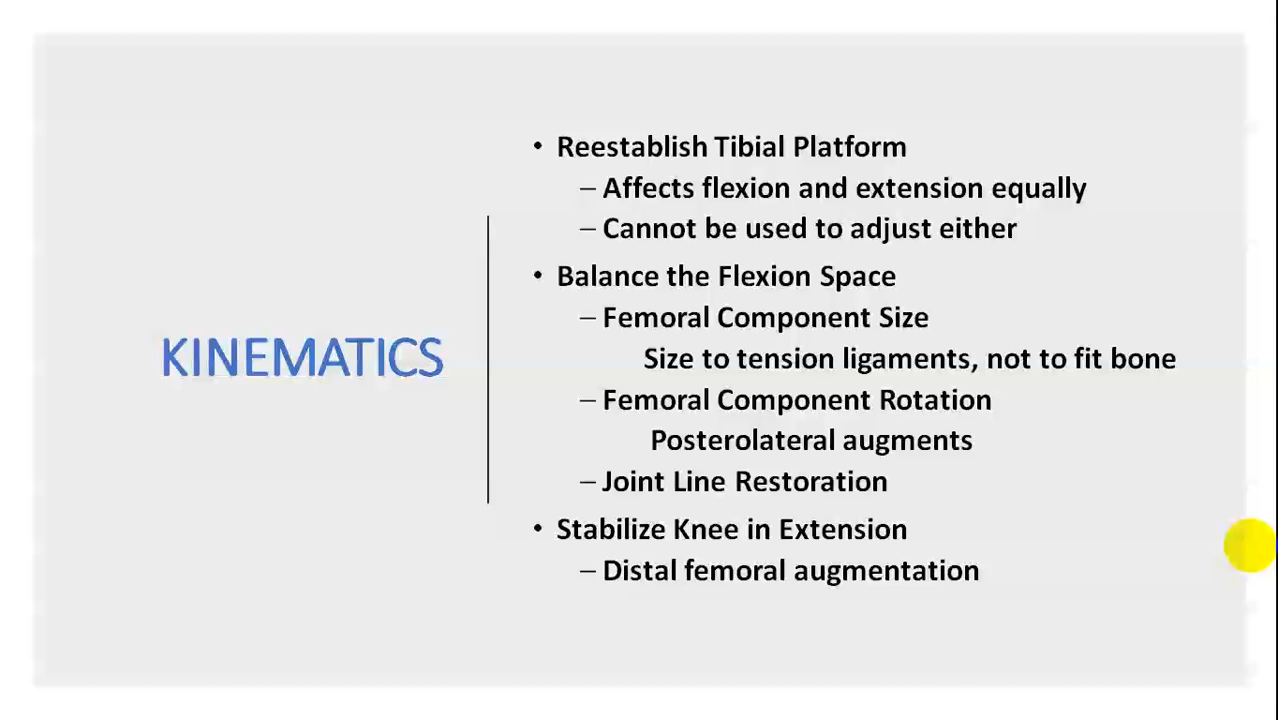 KINEMATICS
• Reestablish Tibial Platform
– Affects flexion and extension equally
– Cannot be used to adjust either
• Balance the Flexion Space
– Femoral Component Size
Size to tension ligaments, not to fit bone
– Femoral Component Rotation
Posterolateral augments
– Joint Line Restoration
• Stabilize Knee in Extension
– Distal femoral augmentation